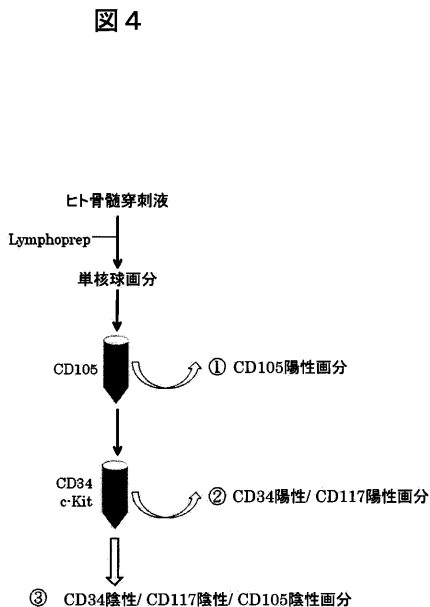 図4
ヒト骨髄穿刺液
Lymphoprep
単核球画分
CD105
① CD105陽性画分
CD34
c-Kit
② CD34陽性/ CD117陽性画分
③ CD34陰性/ CD117陰性/ CD105陰性画分